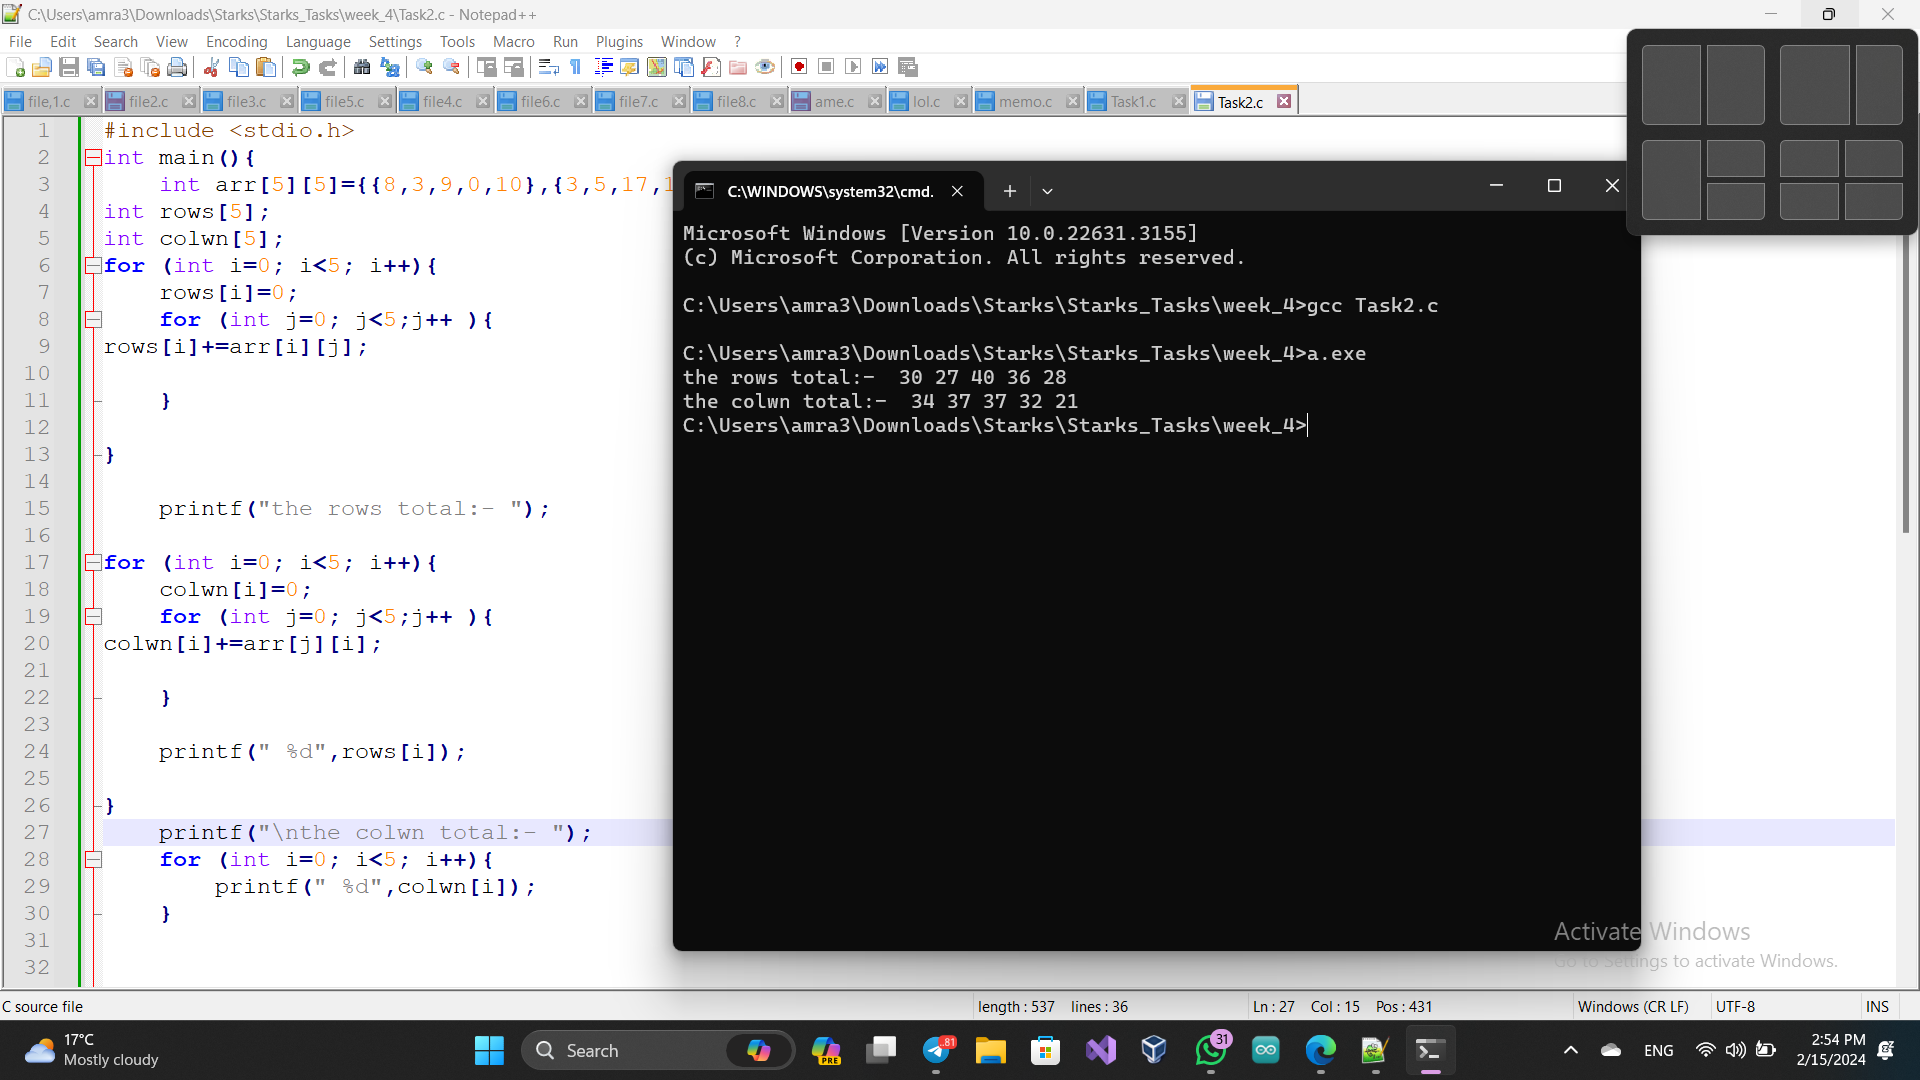 C:\Users\amra3\Downloads\Starks\Starks_Tasks\week_4\Task2.c - Notepad++
File Edit Search View Encoding Language Settings Tools Macro Run Plugins Window ?
file,1.c file2.c file3.c file5.c file4.c file6.c file7.c file8.c ame.c lol.c memo.c Task1.c Task2.c
1 #include <stdio.h>
2 int main(){
3 int arr[5][5]={{8,3,9,0,10},{3,5,17,1
4 int rows[5];
5 int colwn[5];
6 for (int i=0; i<5; i++){
7 rows[i]=0;
8 for (int j=0; j<5;j++ ){
9 rows[i]+=arr[i][j];
10
11 }
12
13 }
14
15 printf("the rows total:- ");
16
17 for (int i=0; i<5; i++){
18 colwn[i]=0;
19 for (int j=0; j<5;j++ ){
20 colwn[i]+=arr[j][i];
21
22 }
23
24 printf(" %d",rows[i]);
25
26 }
27 printf("\nthe colwn total:- ");
28 for (int i=0; i<5; i++){
29 printf(" %d",colwn[i]);
30 }
31
32
C:\WINDOWS\system32\cmd.
Microsoft Windows [Version 10.0.22631.3155]
(c) Microsoft Corporation. All rights reserved.
C:\Users\amra3\Downloads\Starks\Starks_Tasks\week_4>gcc Task2.c
C:\Users\amra3\Downloads\Starks\Starks_Tasks\week_4>a.exe
the rows total:-  30 27 40 36 28
the colwn total:-  34 37 37 32 21
C:\Users\amra3\Downloads\Starks\Starks_Tasks\week_4>
Activate Windows
Go to Settings to activate Windows.
C source file length : 537 lines : 36 Ln : 27 Col : 15 Pos : 431 Windows (CR LF) UTF-8 INS
17°C
Mostly cloudy
Search
PRE
.81
31
ENG
2:54 PM
2/15/2024